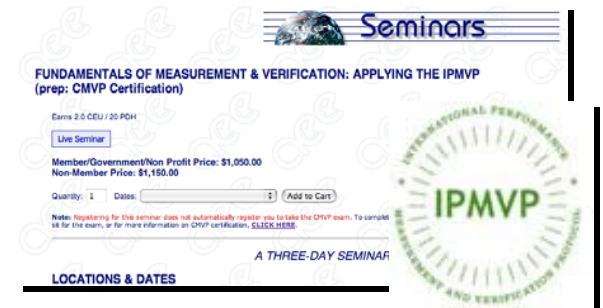 Seminars
FUNDAMENTALS OF MEASUREMENT & VERIFICATION: APPLYING THE IPMVP
(prep: CMVP Certification)
Earns 2.0 CEU / 20 PDH
Live Seminar
Member/Government/Non Profit Price: $1,050.00
Non-Member Price: $1,150.00
Quantity: 1 Dates: Add to Cart
Note: Registering for this seminar does not automatically register you to take the CMVP exam. To complet
sit for the exam, or for more information on CMVP certification, CLICK HERE.
A THREE-DAY SEMINAR
LOCATIONS & DATES
INTERNATIONAL PERFORMANCE
IPMVP
MEASUREMENT AND VERIFICATION PROTOCOL